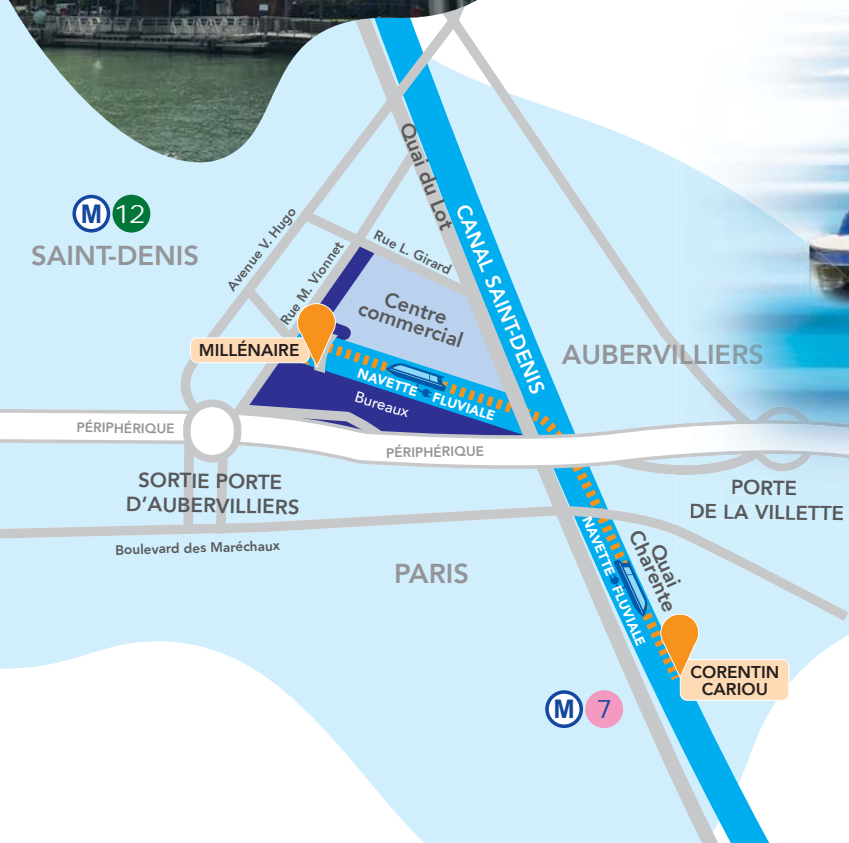 Quai du Lot
M 12
SAINT-DENIS
Avenue V. Hugo
Rue M. Vionnet
Rue L. Girard
CANAL SAINT-DENIS
Centre
commercial
MILLÉNAIRE
AUBERVILLIERS
NAVETTE FLUVIALE
Bureaux
PÉRIPHÉRIQUE
PÉRIPHÉRIQUE
SORTIE PORTE
D'AUBERVILLIERS
PORTE
DE LA VILLETTE
Boulevard des Maréchaux
PARIS
NAVETTE FLUVIALE
Quai
Charente
CORENTIN
CARIOU
M 7